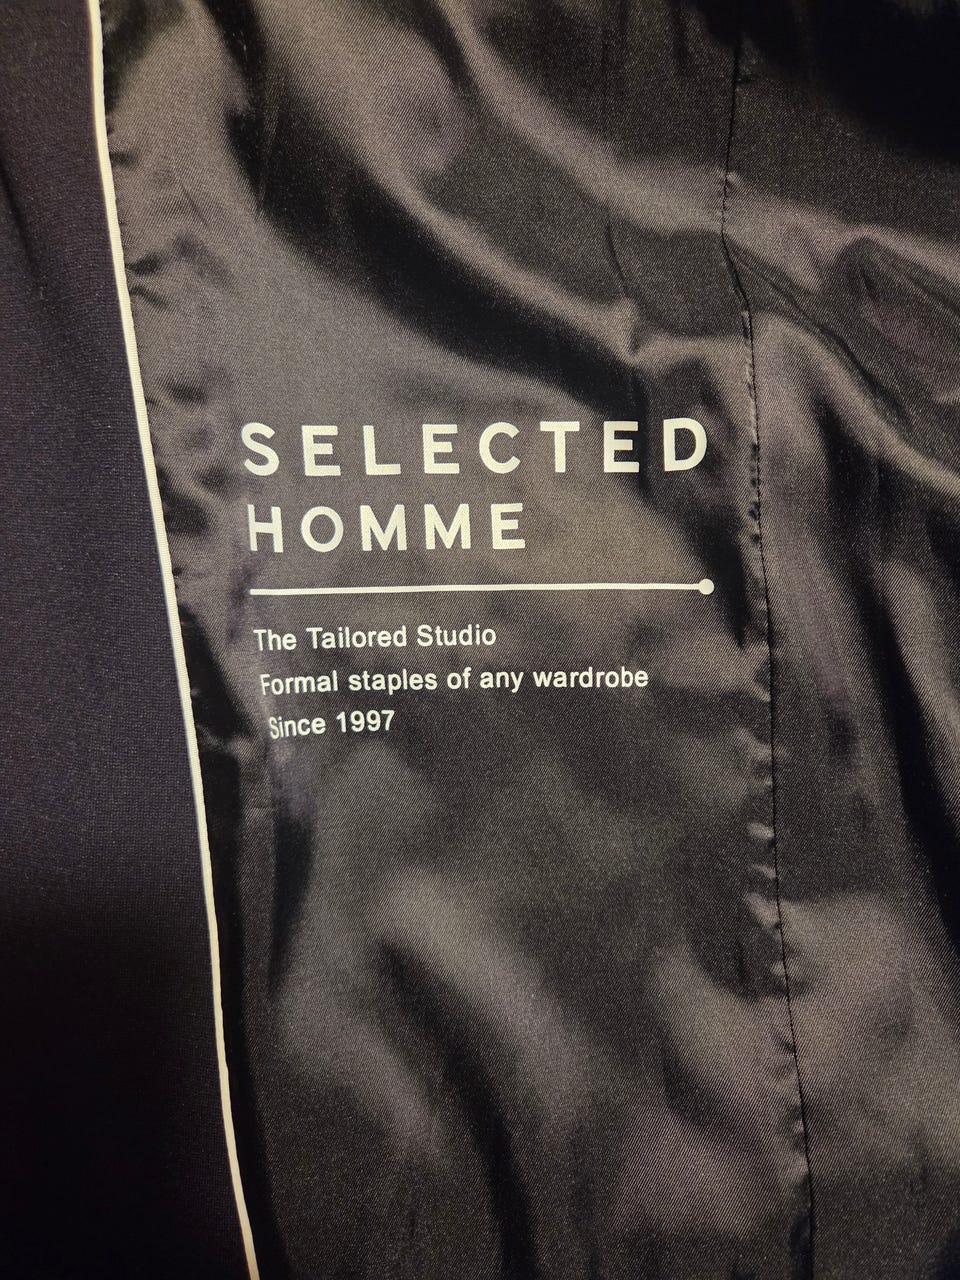 SELECTED
HOMME
The Tailored Studio
Formal staples of any wardrobe
Since 1997